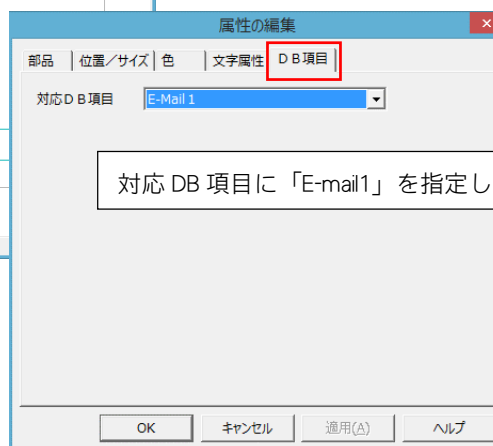 属性の編集
部品 位置／サイズ 色 文字属性 ＤＢ項目
対応ＤＢ項目 E-Mail 1
対応 DB 項目に「E-mail1」を指定し
OK キャンセル 適用(A) ヘルプ